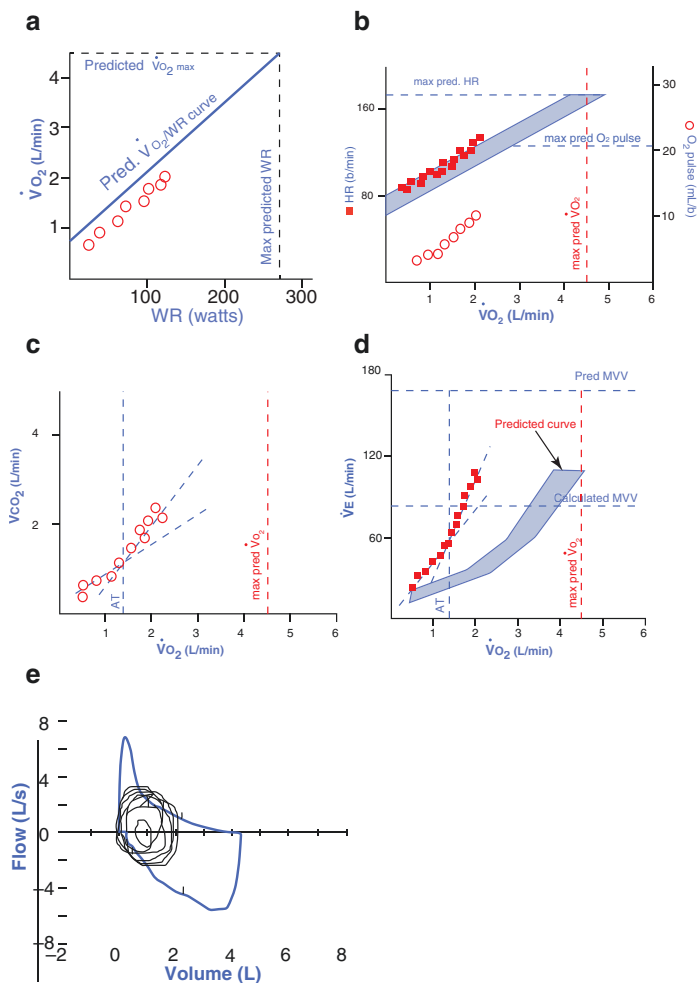 a
Predicted V̇O₂ max
Pred. V̇O₂/WR curve
Max predicted WR
V̇O₂ (L/min)
4
3
2
1
100
200
300
WR (watts)
b
max pred. HR
max pred O₂ pulse
max pred V̇O₂
HR (b/min)
160
80
O₂ pulse (mL/b)
30
20
10
1 2 3 4 5 6
V̇O₂ (L/min)
c
VCO₂ (L/min)
4
2
AT
max pred V̇O₂
0 1 2 3 4 5 6
V̇O₂ (L/min)
d
Pred MVV
Predicted curve
Calculated MVV
AT
max pred V̇O₂
V̇E (L/min)
180
120
60
1 2 3 4 5 6
V̇O₂ (L/min)
e
Flow (L/s)
8
4
0
−4
−8
−2 0 2 4 6 8
Volume (L)